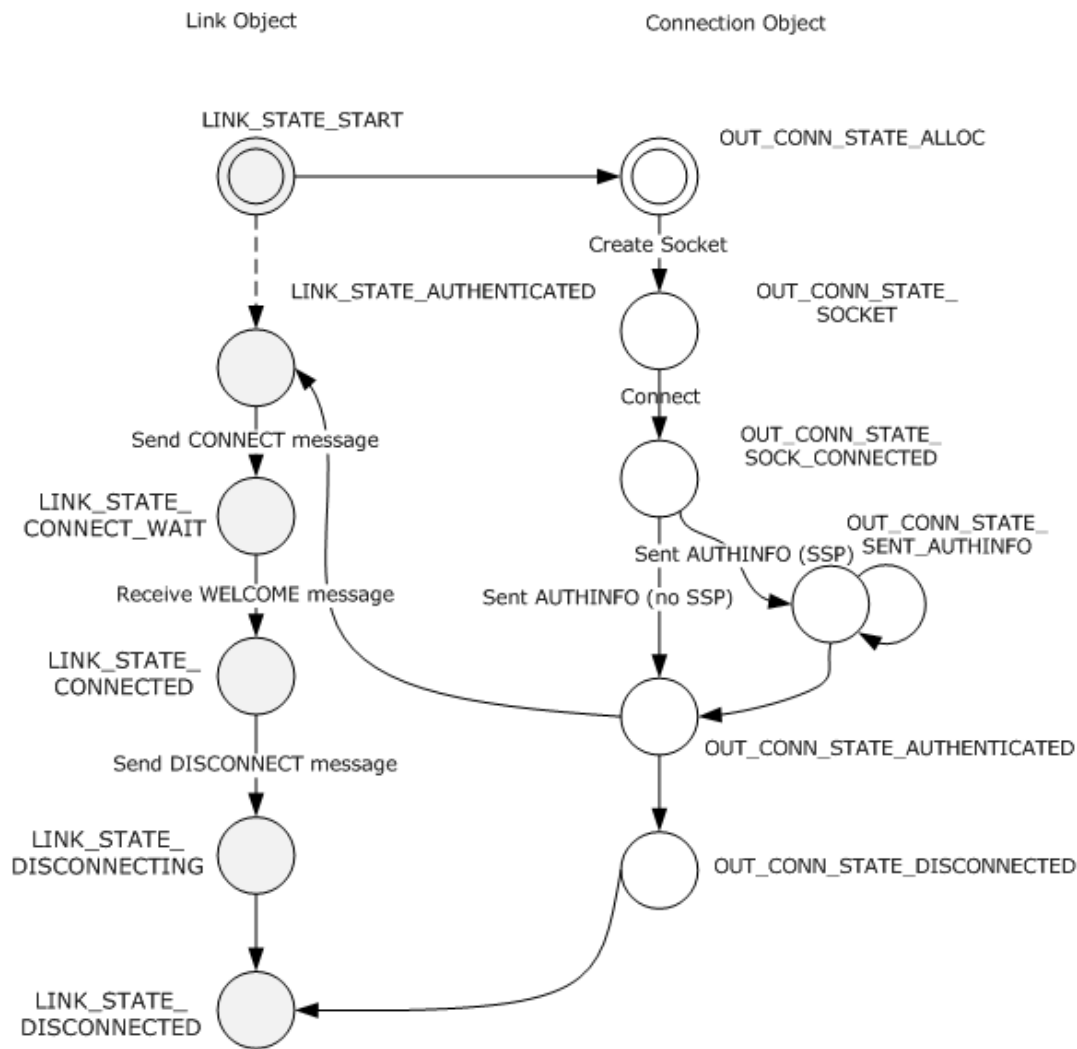 Link Object
Connection Object
LINK_STATE_START
OUT_CONN_STATE_ALLOC
Create Socket
LINK_STATE_AUTHENTICATED
OUT_CONN_STATE_
SOCKET
Connect
Send CONNECT message
OUT_CONN_STATE_
SOCK_CONNECTED
LINK_STATE_
CONNECT_WAIT
OUT_CONN_STATE_
SENT_AUTHINFO
Sent AUTHINFO (SSP)
Receive WELCOME message
Sent AUTHINFO (no SSP)
LINK_STATE_
CONNECTED
OUT_CONN_STATE_AUTHENTICATED
Send DISCONNECT message
LINK_STATE_
DISCONNECTING
OUT_CONN_STATE_DISCONNECTED
LINK_STATE_
DISCONNECTED